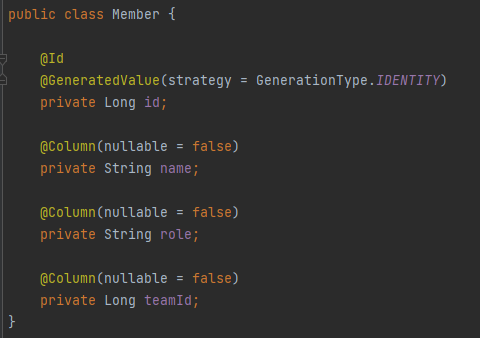 public class Member {
@Id
@GeneratedValue(strategy = GenerationType.IDENTITY)
private Long id;
@Column(nullable = false)
private String name;
@Column(nullable = false)
private String role;
@Column(nullable = false)
private Long teamId;
}